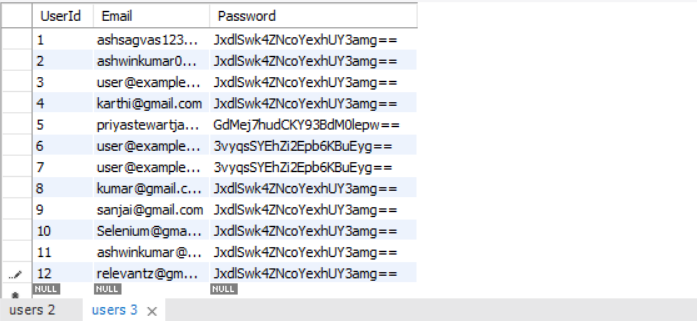 UserId Email Password
1 ashsagvas123... JxdlSwk4ZNcoYexhUY3amg==
2 ashwinkumar0... JxdlSwk4ZNcoYexhUY3amg==
3 user@example... JxdlSwk4ZNcoYexhUY3amg==
4 karthi@gmail.com JxdlSwk4ZNcoYexhUY3amg==
5 priyastewartja... GdMej7hudCKY93BdM0lepw==
6 user@example... 3vyqsSYEhZi2Epb6KBuEyg==
7 user@example... 3vyqsSYEhZi2Epb6KBuEyg==
8 kumar@gmail.c... JxdlSwk4ZNcoYexhUY3amg==
9 sanjai@gmail.com JxdlSwk4ZNcoYexhUY3amg==
10 Selenium@gma... JxdlSwk4ZNcoYexhUY3amg==
11 ashwinkumar@... JxdlSwk4ZNcoYexhUY3amg==
12 relevantz@gm... JxdlSwk4ZNcoYexhUY3amg==
NULL NULL NULL
users 2 users 3